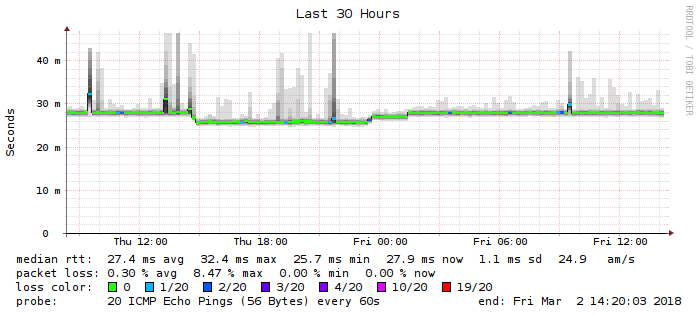 Last 30 Hours
RRDTOOL / TOBI OETIKER
Seconds
40 m
30 m
20 m
10 m
0
Thu 12:00 Thu 18:00 Fri 00:00 Fri 06:00 Fri 12:00
median rtt: 27.4 ms avg 32.4 ms max 25.7 ms min 27.9 ms now 1.1 ms sd 24.9 am/s
packet loss: 0.30 % avg 8.47 % max 0.00 % min 0.00 % now
loss color: 0 1/20 2/20 3/20 4/20 10/20 19/20
probe: 20 ICMP Echo Pings (56 Bytes) every 60s end: Fri Mar 2 14:20:03 2018